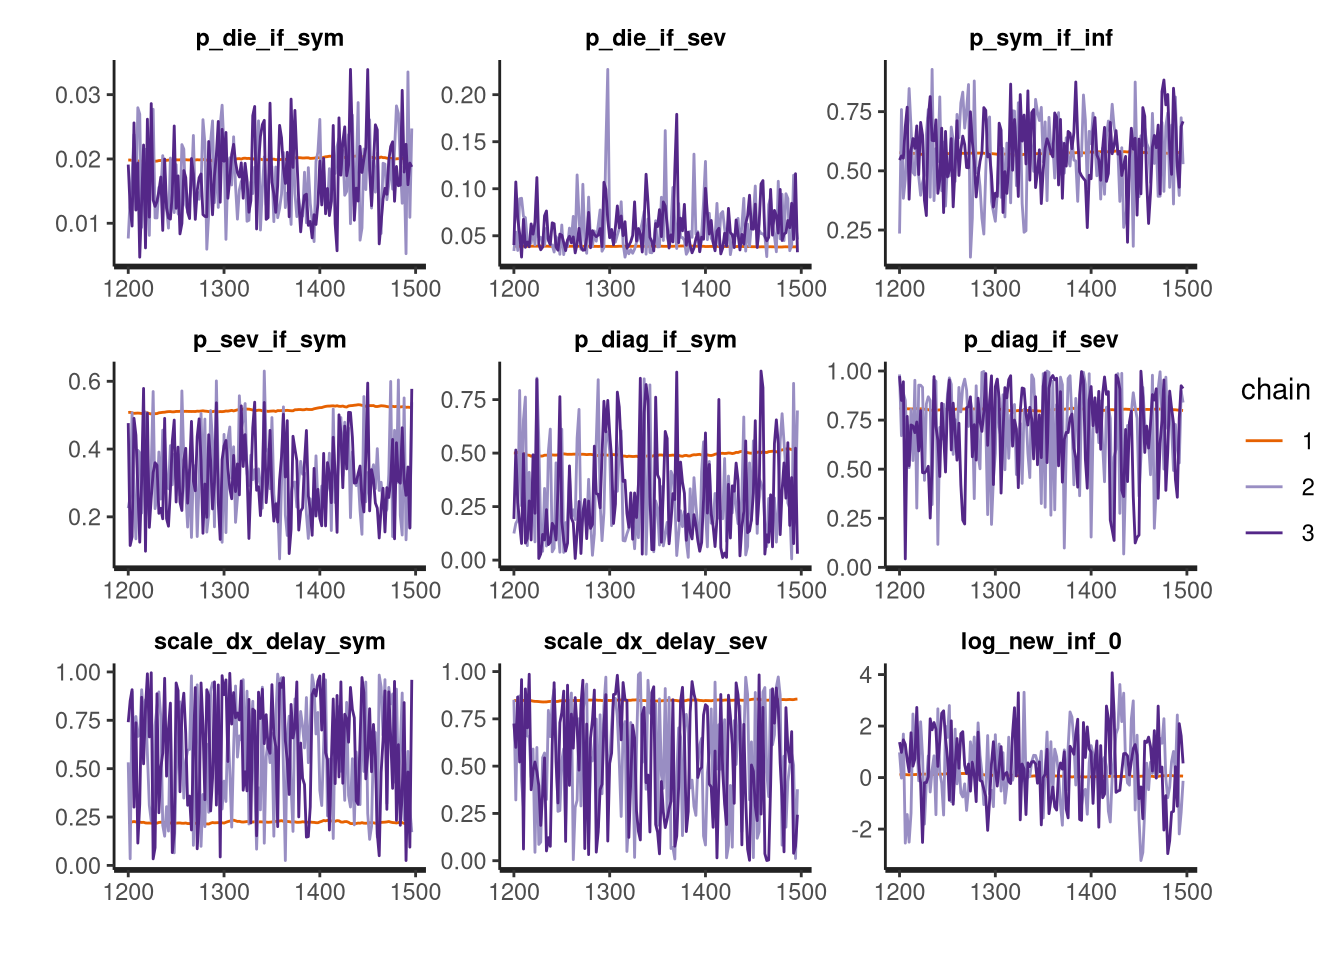 p_die_if_sym
p_die_if_sev
p_sym_if_inf
0.03
0.02
0.01
0.20
0.15
0.10
0.05
0.75
0.50
0.25
1200 1300 1400 1500
1200 1300 1400 1500
1200 1300 1400 1500
p_sev_if_sym
p_diag_if_sym
p_diag_if_sev
0.6
0.4
0.2
0.75
0.50
0.25
0.00
1.00
0.75
0.50
0.25
0.00
1200 1300 1400 1500
1200 1300 1400 1500
1200 1300 1400 1500
scale_dx_delay_sym
scale_dx_delay_sev
log_new_inf_0
1.00
0.75
0.50
0.25
0.00
1.00
0.75
0.50
0.25
0.00
4
2
0
-2
1200 1300 1400 1500
1200 1300 1400 1500
1200 1300 1400 1500
chain
1
2
3